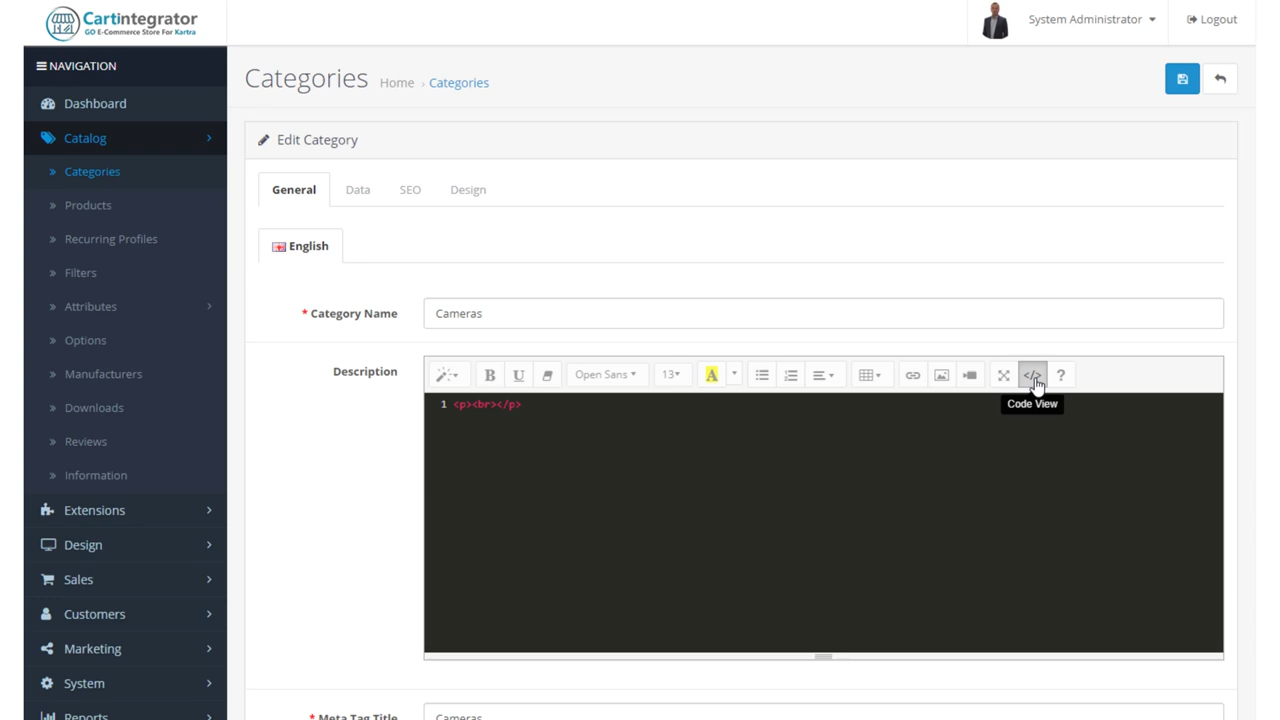 Cartintegrator
GO E-Commerce Store For Kartra
System Administrator
Logout
NAVIGATION
Categories
Home › Categories
Dashboard
Catalog
Categories
Products
Recurring Profiles
Filters
Attributes
Options
Manufacturers
Downloads
Reviews
Information
Extensions
Design
Sales
Customers
Marketing
System
Reports
Edit Category
General Data SEO Design
English
* Category Name
Cameras
Description
B U Open Sans 13 A </> ?
Code View
1 <p><br></p>
* Meta Tag Title
Cameras